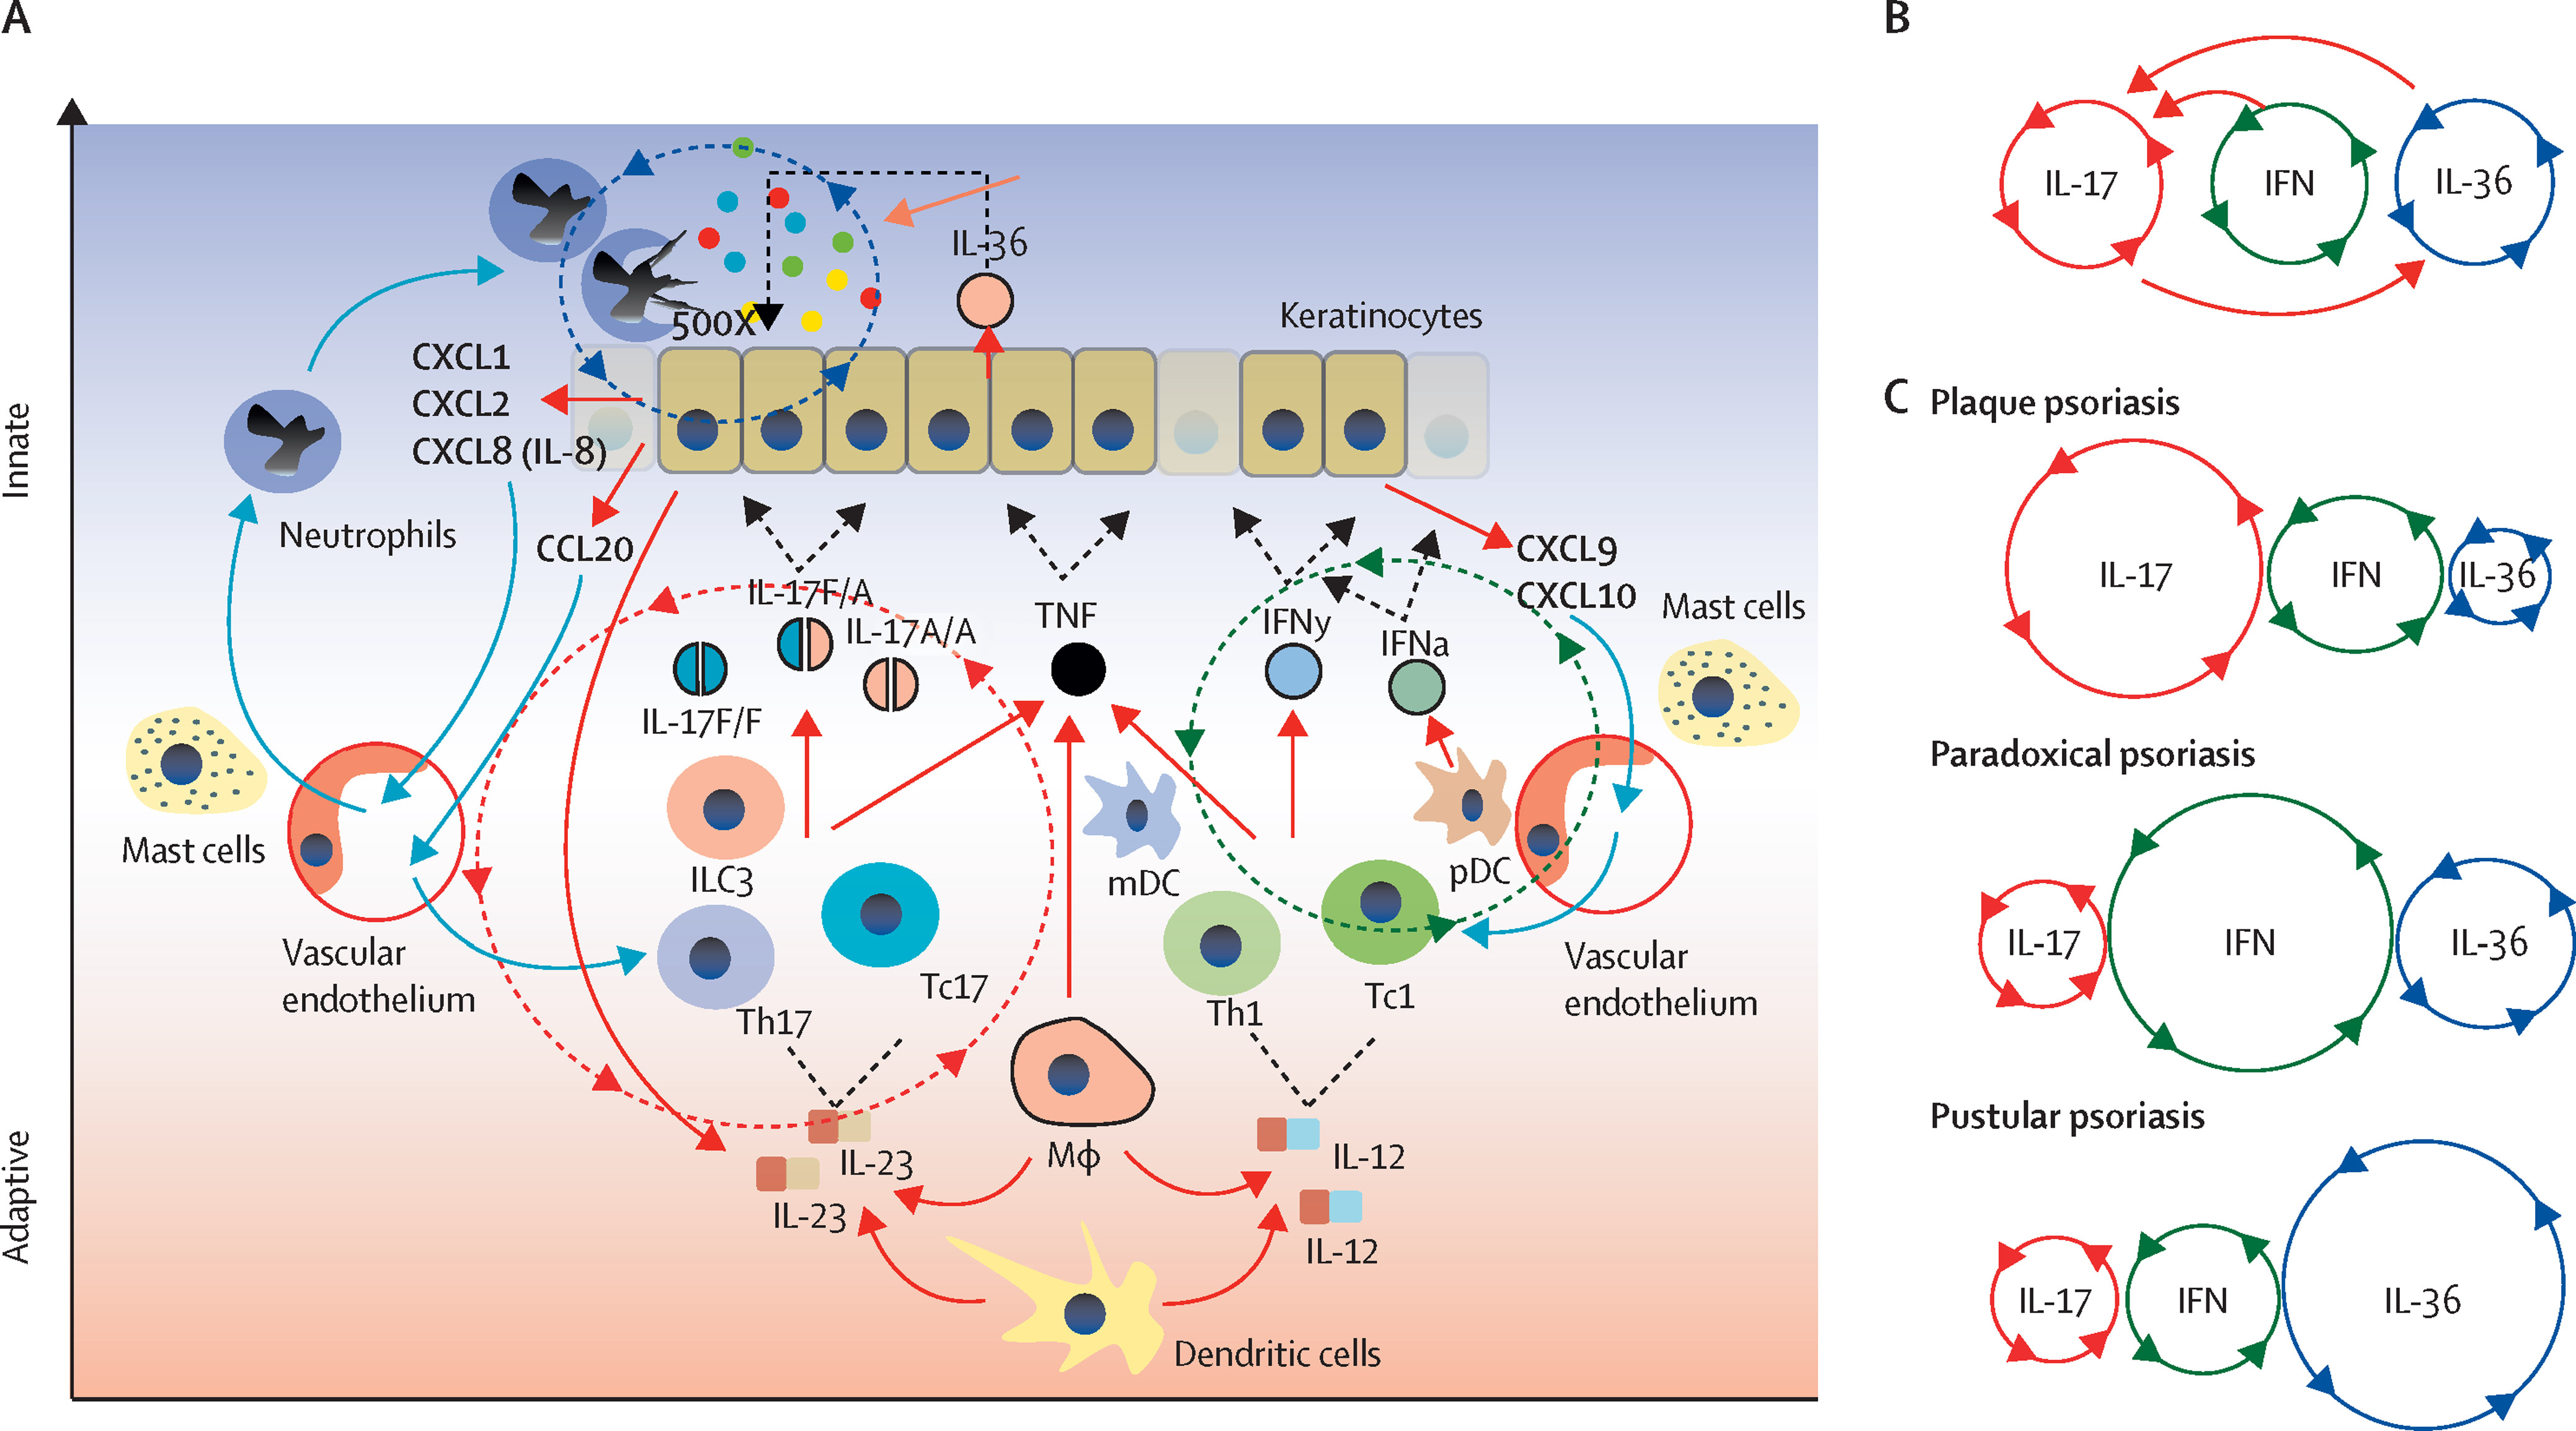 A
B
C
Innate
Adaptive
IL-36
500X
Keratinocytes
CXCL1
CXCL2
CXCL8 (IL-8)
Neutrophils
CCL20
IL-17F/A
IL-17A/A
IL-17F/F
TNF
IFNy
IFNa
CXCL9
CXCL10
Mast cells
Mast cells
ILC3
mDC
pDC
Vascular
endothelium
Th17
Tc17
Th1
Tc1
Vascular
endothelium
IL-23
IL-23
Mϕ
IL-12
IL-12
Dendritic cells
IL-17
IFN
IL-36
Plaque psoriasis
IL-17
IFN
IL-36
Paradoxical psoriasis
IL-17
IFN
IL-36
Pustular psoriasis
IL-17
IFN
IL-36